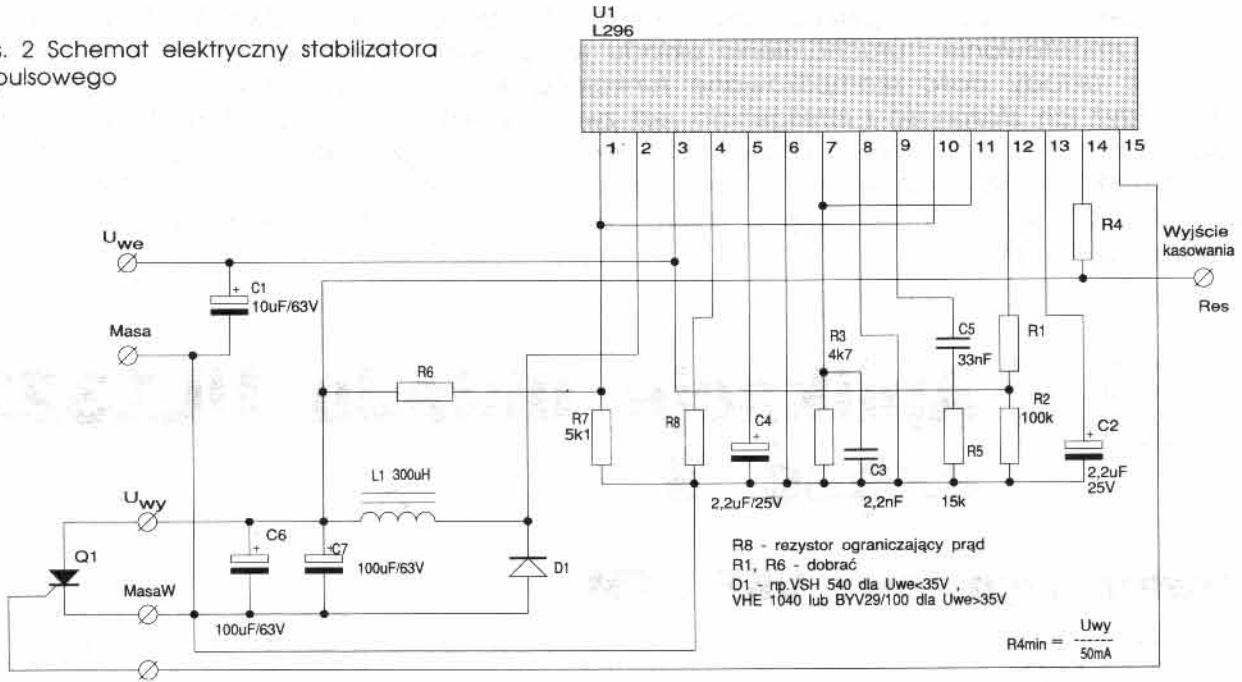 U1
L296
s. 2 Schemat elektryczny stabilizatora
pulsowego
1 2 3 4 5 6 7 8 9 10 11 12 13 14 15
Uwe
R4
Wyjście
kasowania
C1
+
10uF/63V
Res
Masa
R3
4k7
C5
33nF
R1
R6
R7
5k1
R8
C4
+
R2
100k
C2
+
2,2uF
25V
R5
C3
L1 300uH
2,2uF/25V
2,2nF
15k
Uwy
C6
+
+
C7
Q1
100uF/63V
D1
R8 - rezystor ograniczający prąd
R1, R6 - dobrać
D1 - np.VSH 540 dla Uwe<35V ,
VHE 1040 lub BYV29/100 dla Uwe>35V
MasaW
100uF/63V
R4min = Uwy
50mA